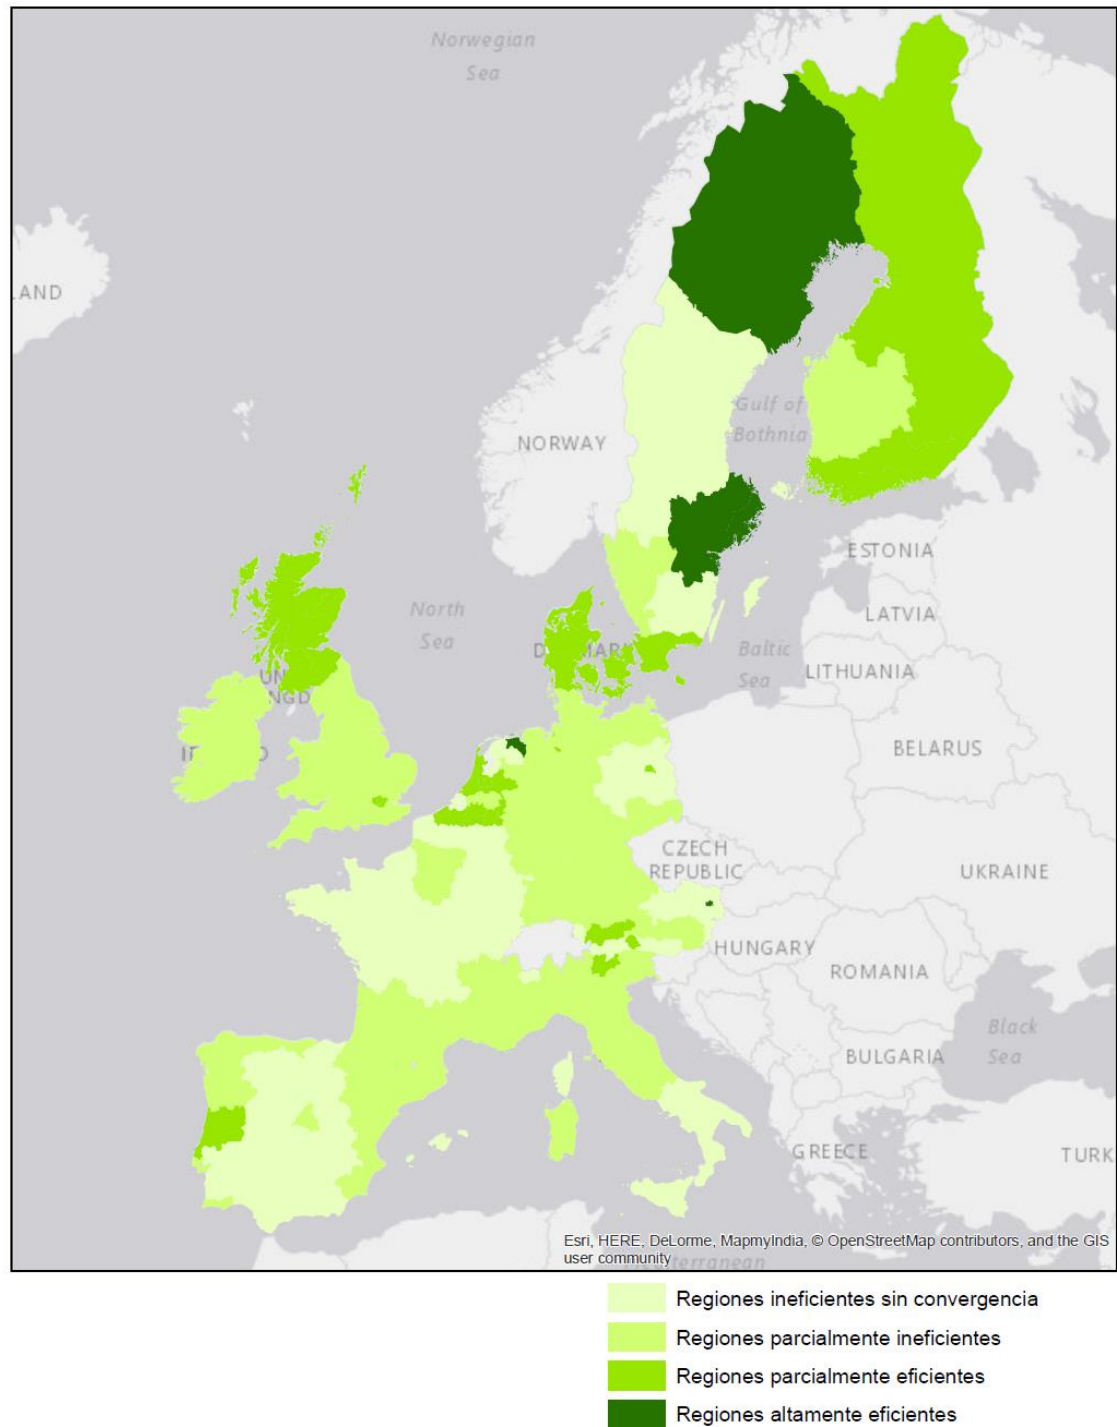 Norwegian
Sea
LAND
NORWAY
Gulf of
Bothnia
ESTONIA
LATVIA
North
Sea
Baltic
Sea
LITHUANIA
BELARUS
CZECH
REPUBLIC
UKRAINE
HUNGARY
ROMANIA
Black
Sea
BULGARIA
GREECE
TURK
Esri, HERE, DeLorme, MapmyIndia, © OpenStreetMap contributors, and the GIS
user community
Regiones ineficientes sin convergencia
Regiones parcialmente ineficientes
Regiones parcialmente eficientes
Regiones altamente eficientes